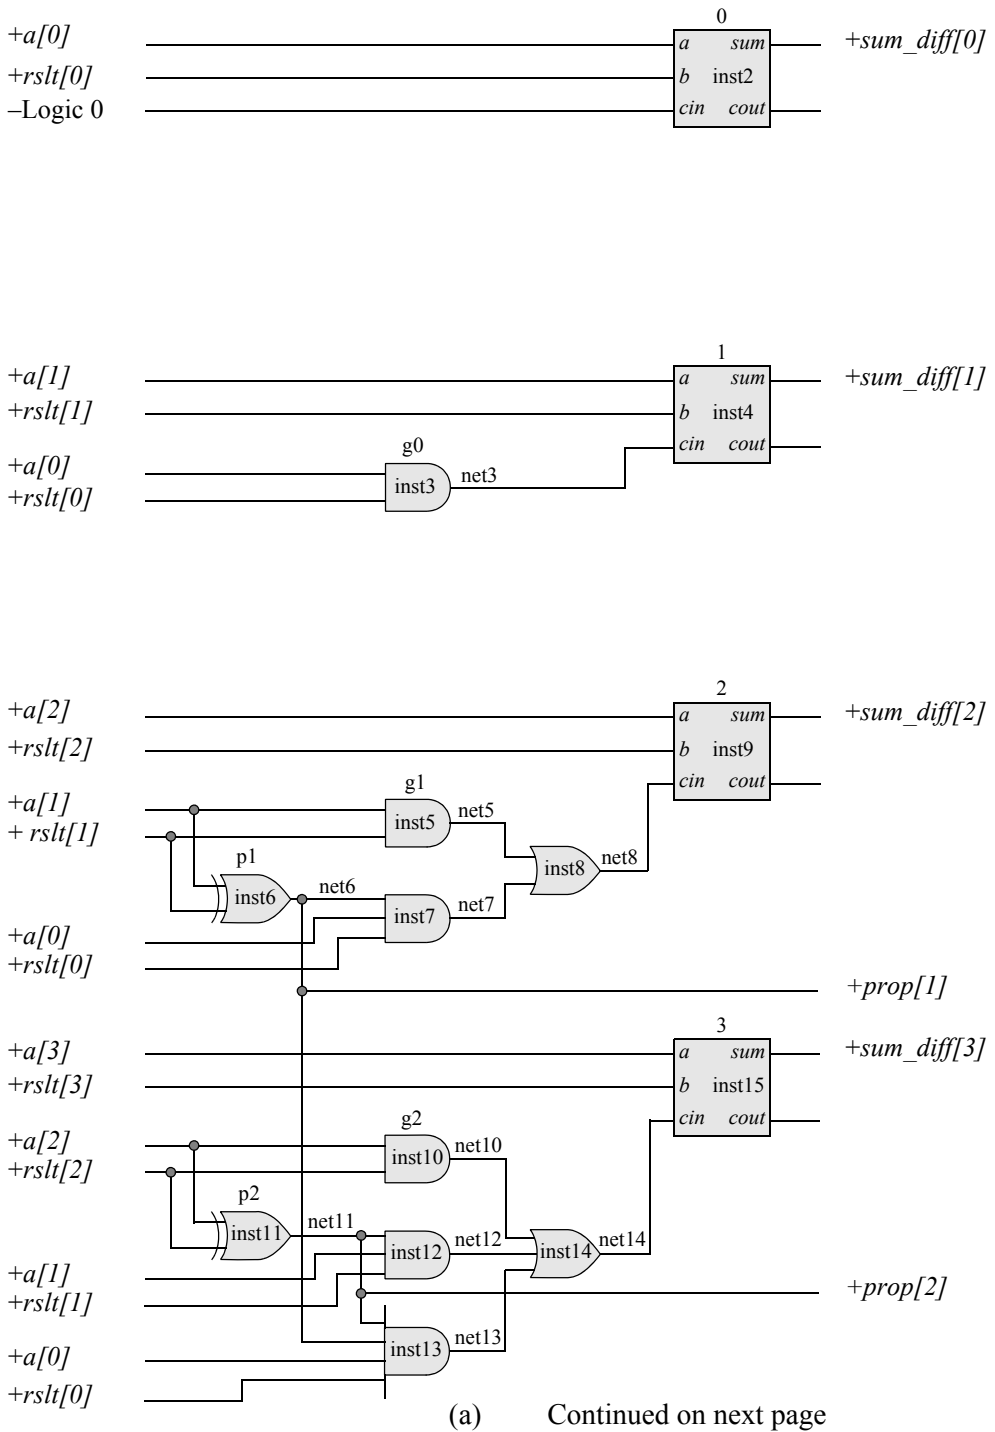 0
+a[0] a sum +sum_diff[0]
+rslt[0] b inst2
–Logic 0 cin cout
1
+a[1] a sum +sum_diff[1]
+rslt[1] b inst4
cin cout
g0
+a[0] inst3 net3
+rslt[0]
2
+a[2] a sum +sum_diff[2]
+rslt[2] b inst9
cin cout
g1
+a[1] inst5 net5
+ rslt[1]
p1 inst8 net8
inst6 net6 inst7 net7
+a[0]
+rslt[0]
+prop[1]
3
+a[3] a sum +sum_diff[3]
+rslt[3] b inst15
cin cout
g2
+a[2] inst10 net10
+rslt[2]
p2
inst11 net11 inst12 net12 inst14 net14
+a[1]
+rslt[1] +prop[2]
inst13 net13
+a[0]
+rslt[0]
(a) Continued on next page